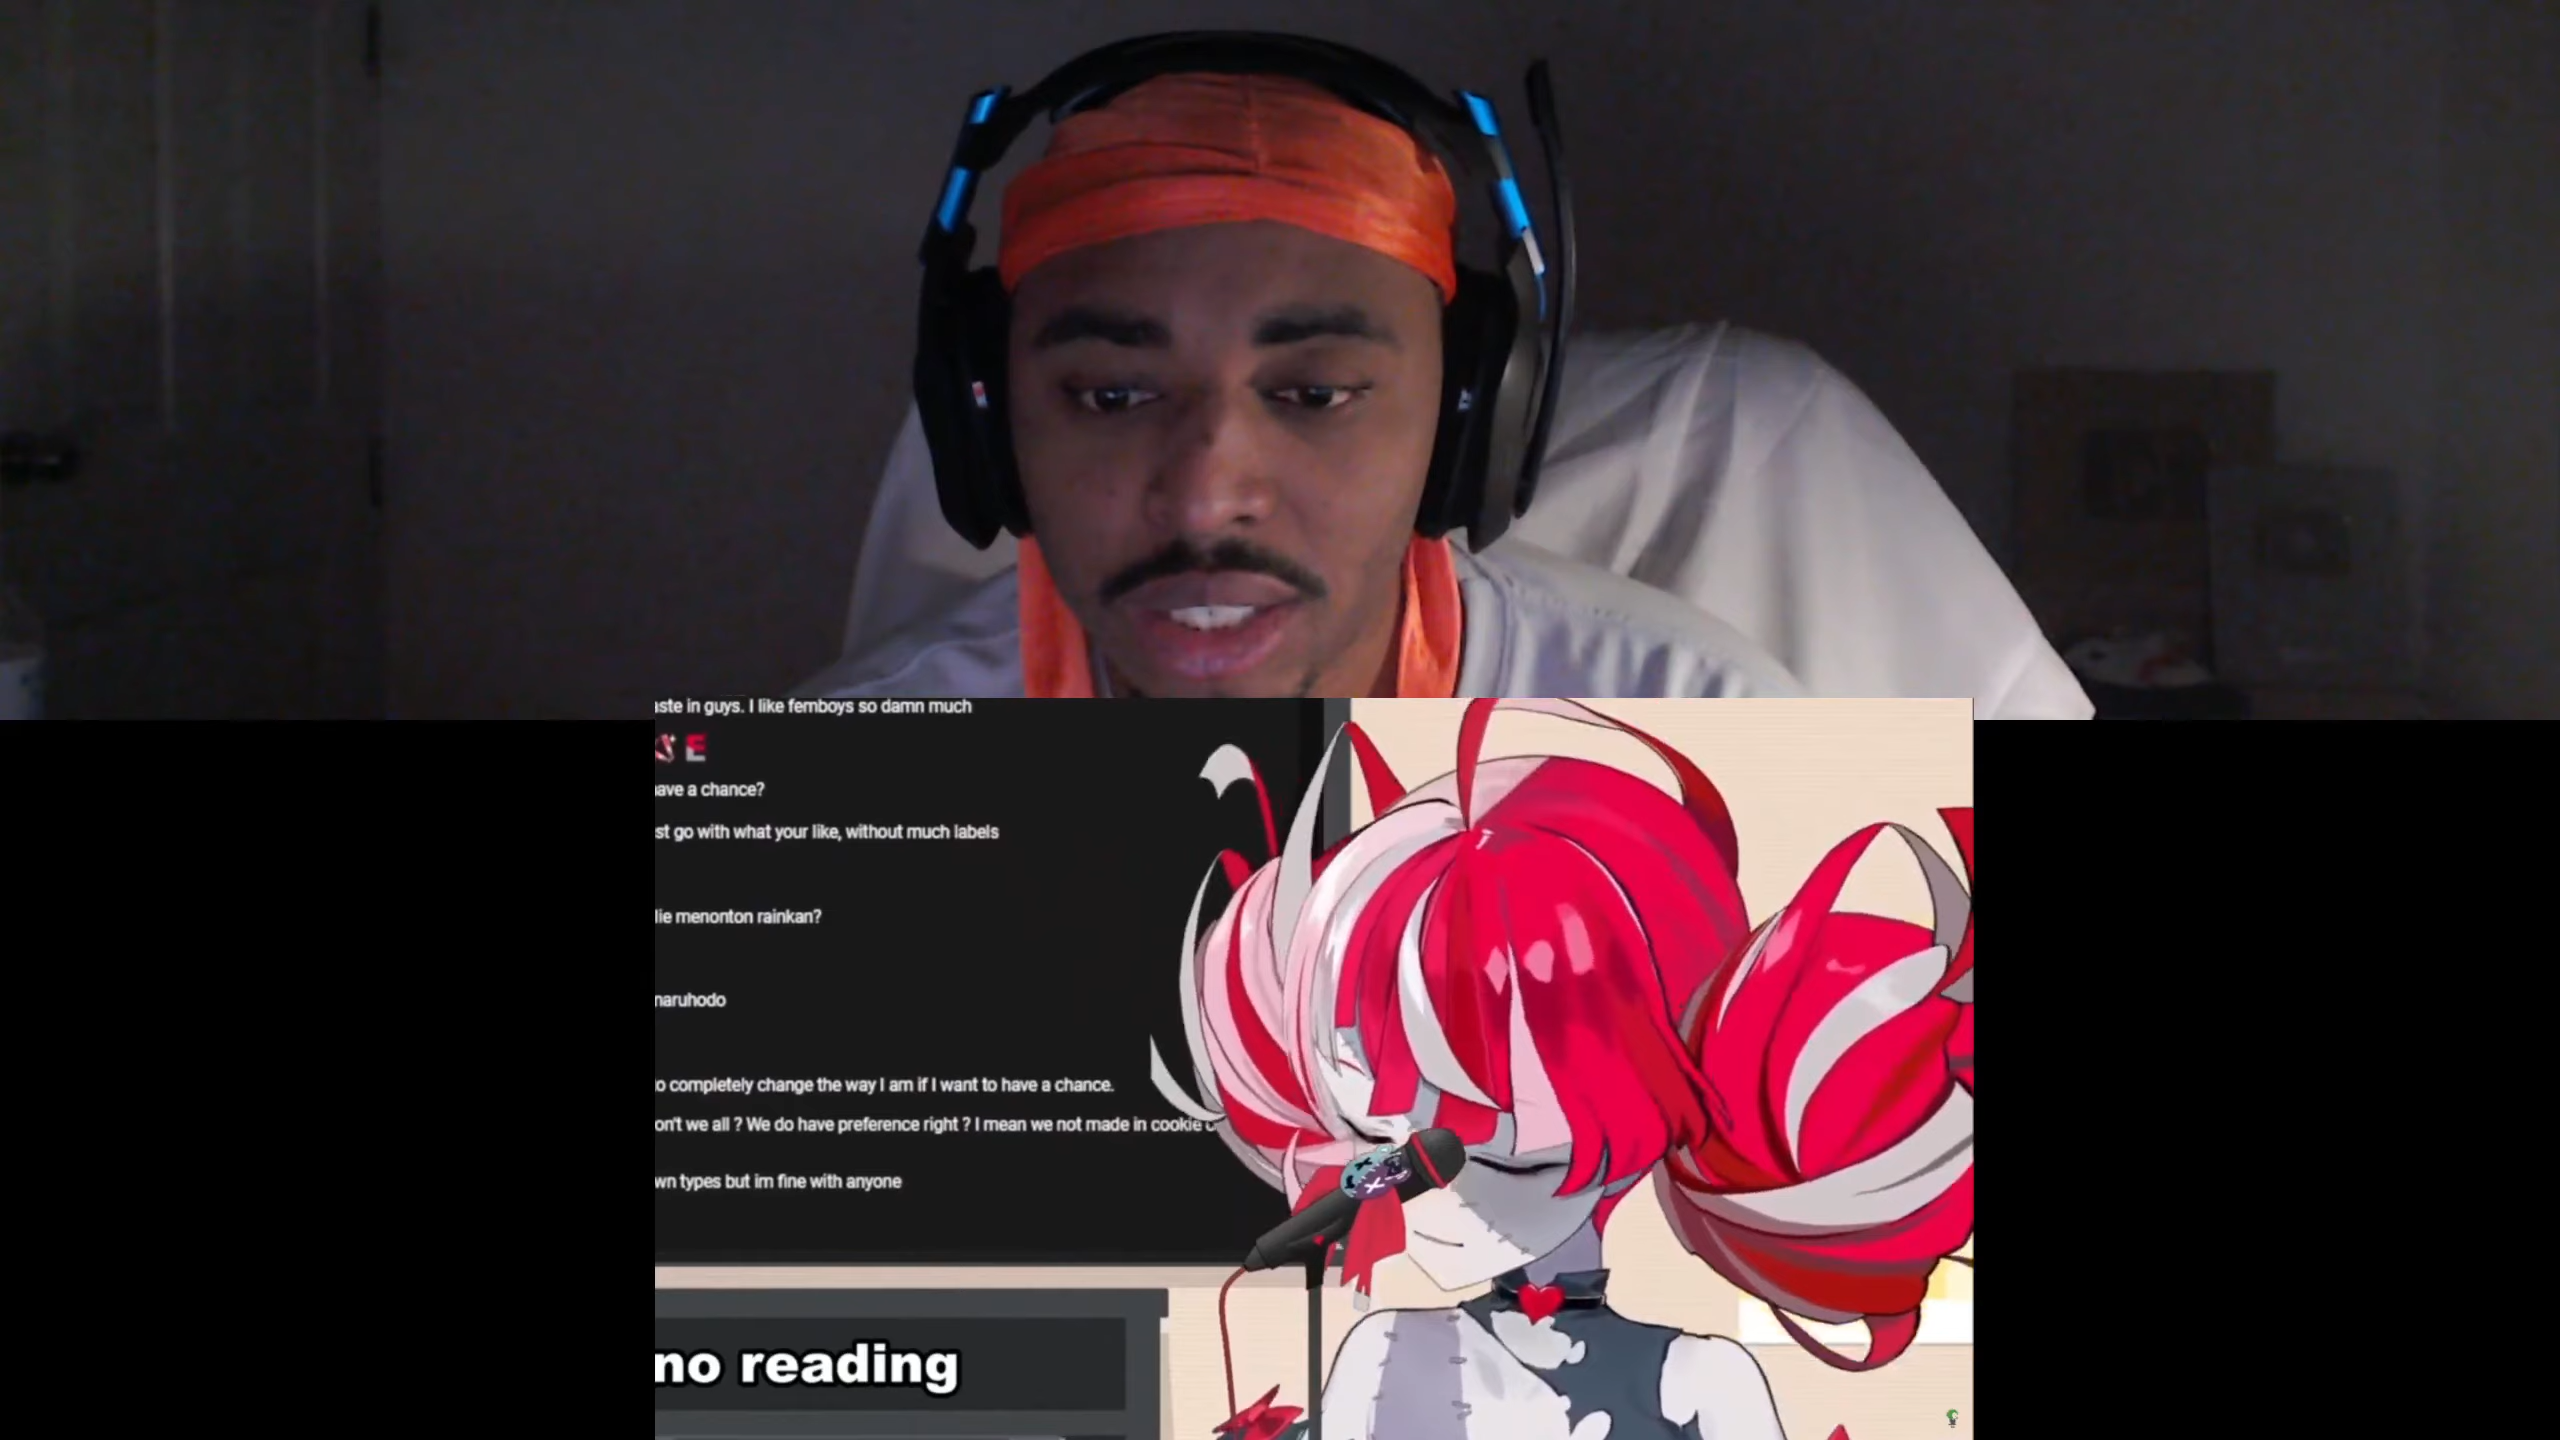 aste in guys. I like femboys so damn much
E
ave a chance?
st go with what your like, without much labels
lie menonton rainkan?
naruhodo
o completely change the way I am if I want to have a chance.
on't we all ? We do have preference right ? I mean we not made in cookie
wn types but im fine with anyone
no reading